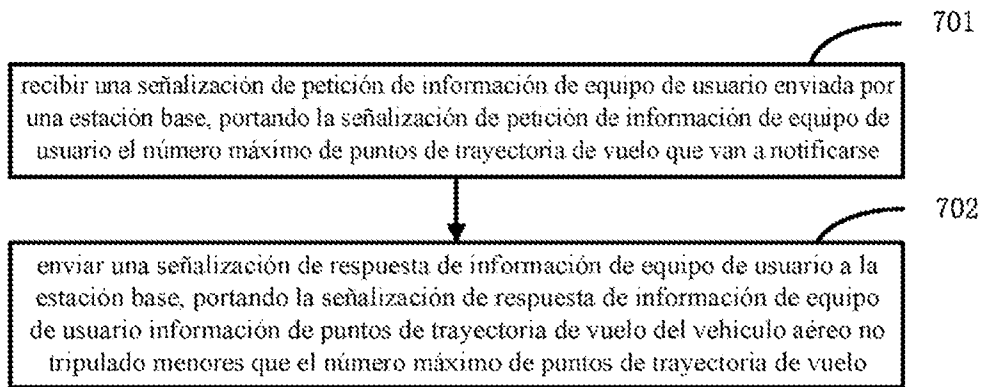 701
recibir una señalización de petición de información de equipo de usuario enviada por
una estación base, portando la señalización de petición de información de equipo de
usuario el número máximo de puntos de trayectoria de vuelo que van a notificarse
702
enviar una señalización de respuesta de información de equipo de usuario a la
estación base, portando la señalización de respuesta de información de equipo
de usuario información de puntos de trayectoria de vuelo del vehículo aéreo no
tripulado menores que el número máximo de puntos de trayectoria de vuelo